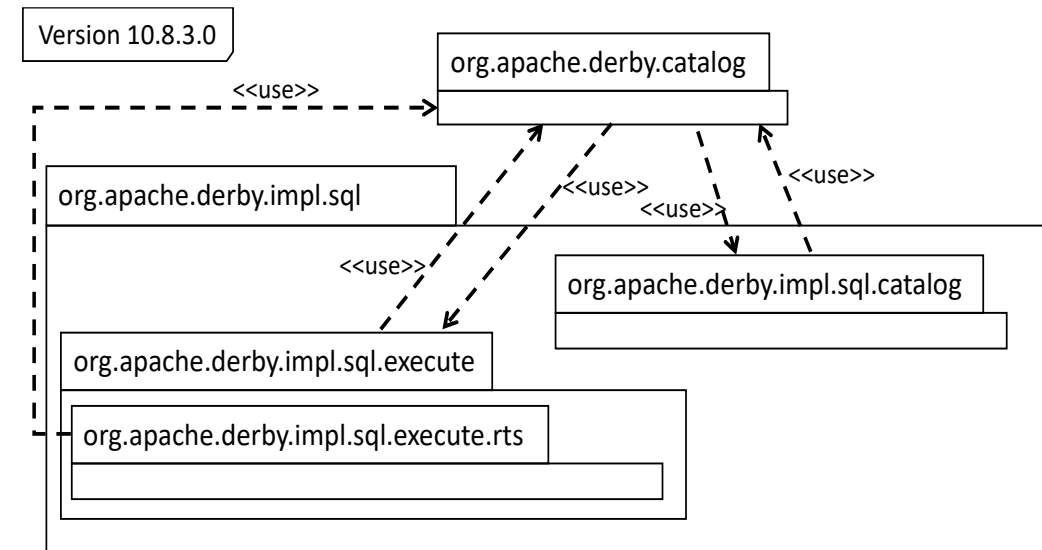 Version 10.8.3.0
org.apache.derby.catalog
<<use>>
<<use>>
<<use>>
org.apache.derby.impl.sql
<<use>>
<<use>>
org.apache.derby.impl.sql.catalog
org.apache.derby.impl.sql.execute
org.apache.derby.impl.sql.execute.rts